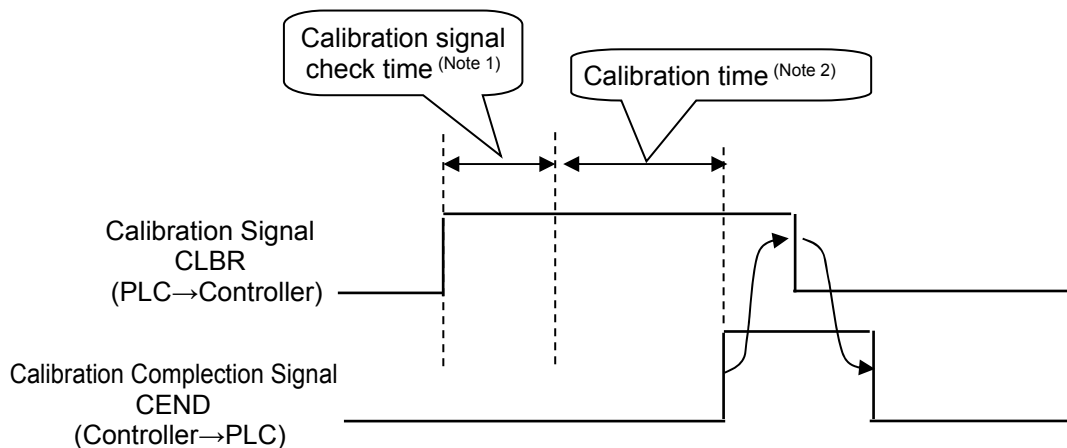 Calibration signal
check time (Note 1)
Calibration time (Note 2)
Calibration Signal
CLBR
(PLC→Controller)
Calibration Complection Signal
CEND
(Controller→PLC)